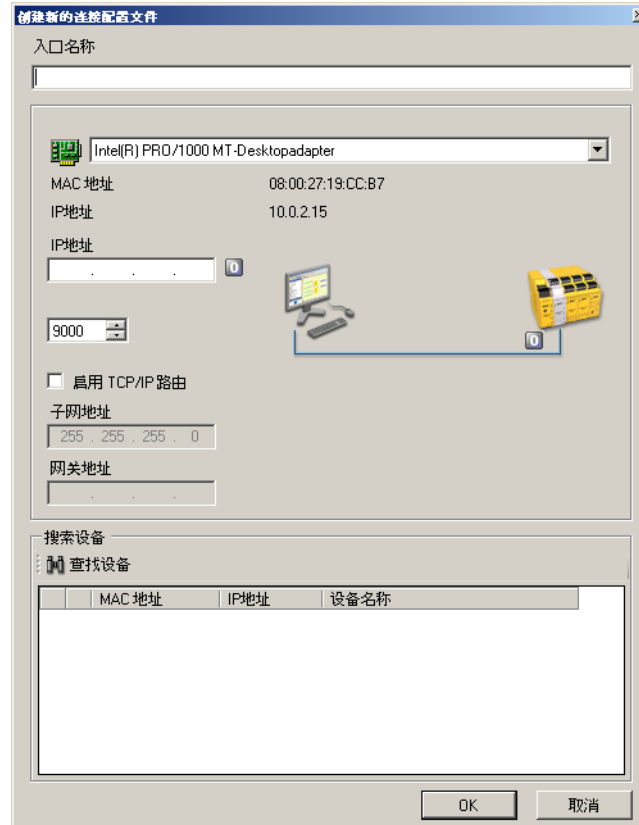 创建新的连接配置文件
入口名称
Intel(R) PRO/1000 MT-Desktopadapter
MAC 地址 08:00:27:19:CC:B7
IP地址 10.0.2.15
IP地址
. . . 0
9000
0
启用 TCP/IP 路由
子网地址
255 . 255 . 255 . 0
网关地址
. . .
搜索设备
查找设备
MAC 地址 IP地址 设备名称
OK 取消